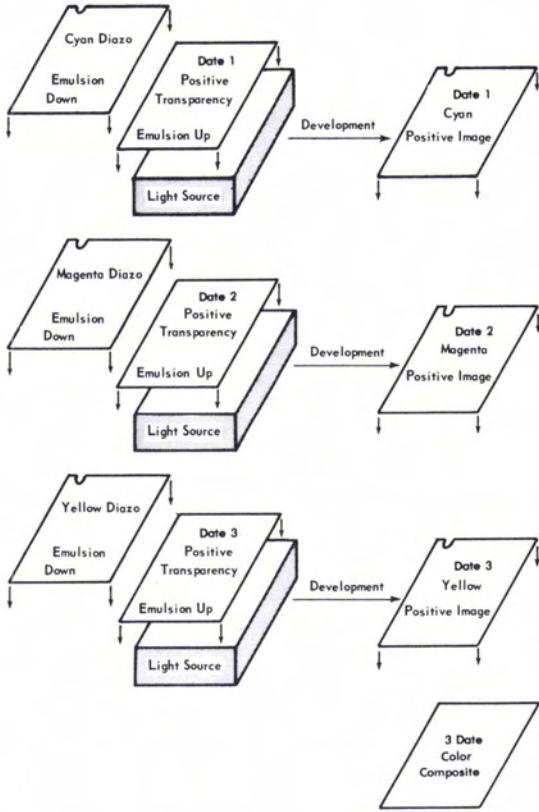 Cyan Diazo
Emulsion
Down
Date 1
Positive
Transparency
Emulsion Up
Light Source
Development
Date 1
Cyan
Positive Image
Magenta Diazo
Emulsion
Down
Date 2
Positive
Transparency
Emulsion Up
Light Source
Development
Date 2
Magenta
Positive Image
Yellow Diazo
Emulsion
Down
Date 3
Positive
Transparency
Emulsion Up
Light Source
Development
Date 3
Yellow
Positive Image
3 Date
Color
Composite